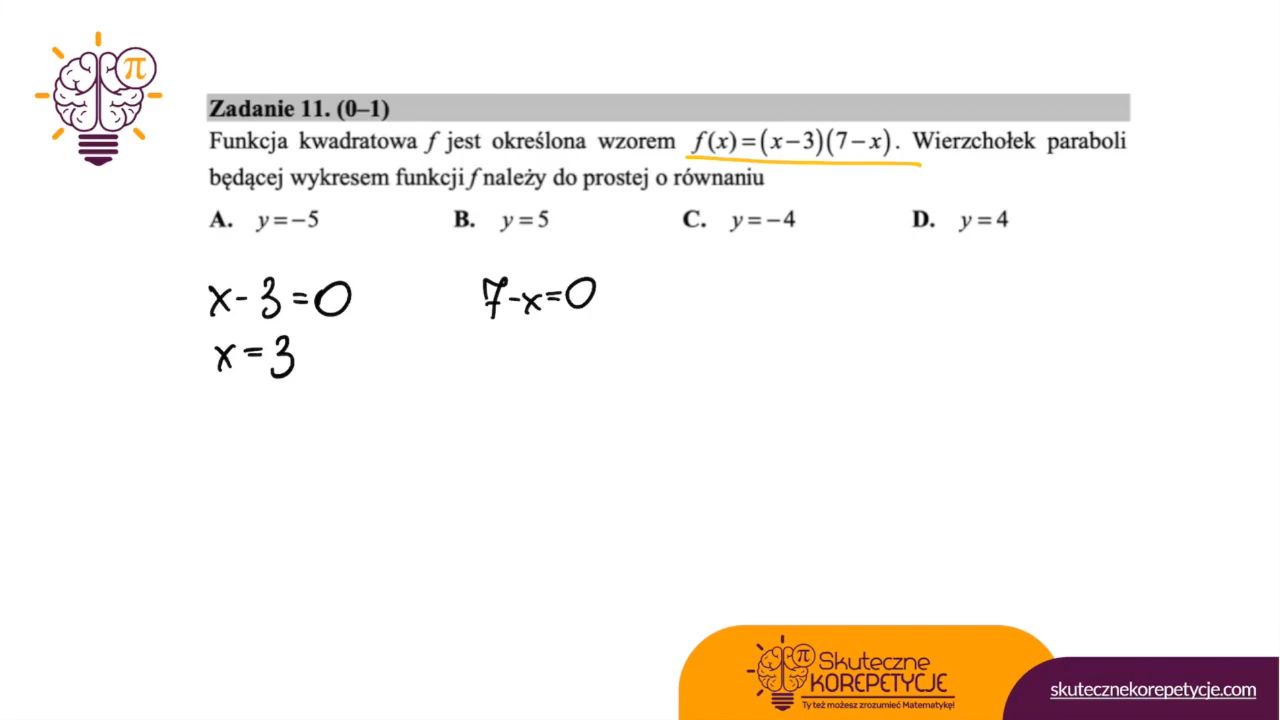 π
Zadanie 11. (0–1)
Funkcja kwadratowa f jest określona wzorem f(x)=(x−3)(7−x). Wierzchołek paraboli
będącej wykresem funkcji f należy do prostej o równaniu
A. y=−5 B. y=5 C. y=−4 D. y=4
x-3=0 7-x=0
x=3
π
Skuteczne
KOREPETYCJE
Ty też możesz zrozumieć Matematykę!
skutecznekorepetycje.com